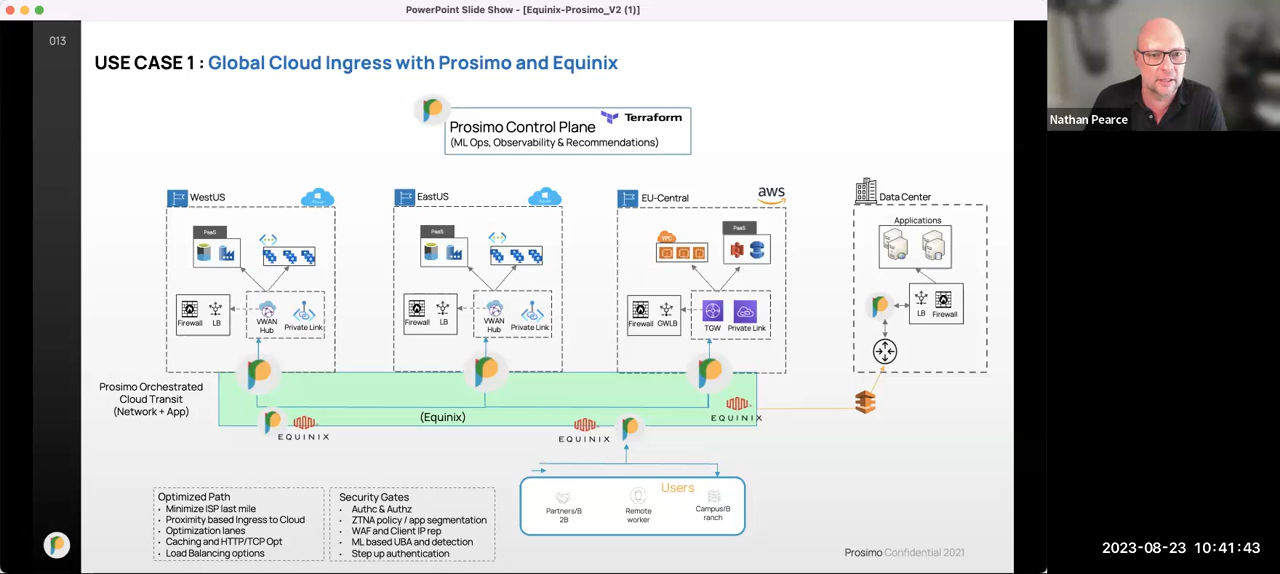 PowerPoint Slide Show - [Equinix-Prosimo_V2 (1)]
013
USE CASE 1 : Global Cloud Ingress with Prosimo and Equinix
Prosimo Control Plane
Terraform
(ML Ops, Observability & Recommendations)
WestUS
EastUS
EU-Central
aws
Data Center
PaaS
PaaS
VPC
PaaS
Applications
Firewall
LB
VWAN
Hub
Private Link
Firewall
LB
VWAN
Hub
Private Link
Firewall
GWLB
TGW
Private Link
LB
Firewall
Prosimo Orchestrated
Cloud Transit
(Network + App)
(Equinix)
EQUINIX
EQUINIX
EQUINIX
Users
Partners/B
2B
Remote
worker
Campus/B
ranch
Optimized Path
• Minimize ISP last mile
• Proximity based Ingress to Cloud
• Optimization lanes
• Caching and HTTP/TCP Opt
• Load Balancing options
Security Gates
• Authc & Authz
• ZTNA policy / app segmentation
• WAF and Client IP rep
• ML based UBA and detection
• Step up authentication
Prosimo Confidential 2021
Nathan Pearce
2023-08-23 10:41:43